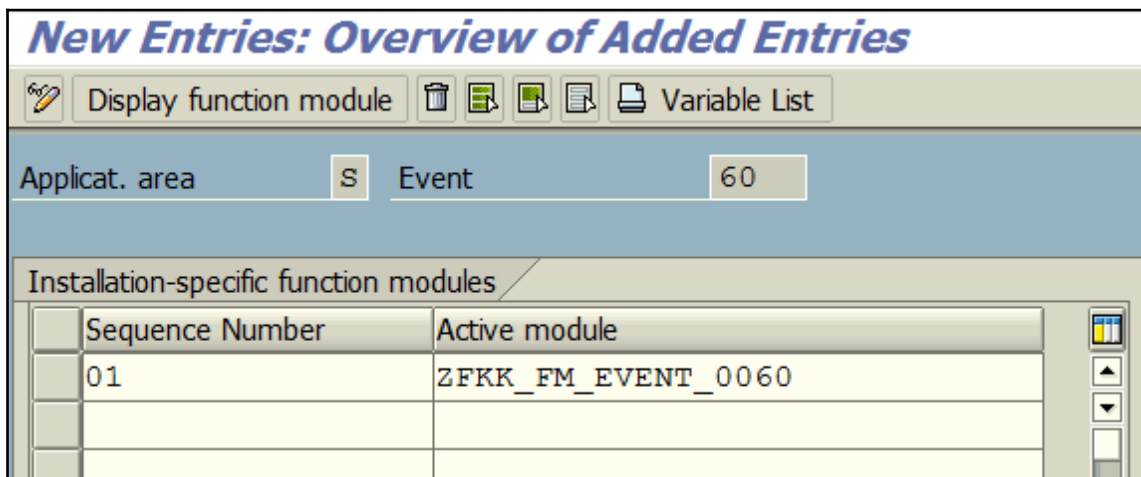 New Entries: Overview of Added Entries
Display function module Variable List
Applicat. area S Event 60
Installation-specific function modules
Sequence Number Active module
01 ZFKK_FM_EVENT_0060